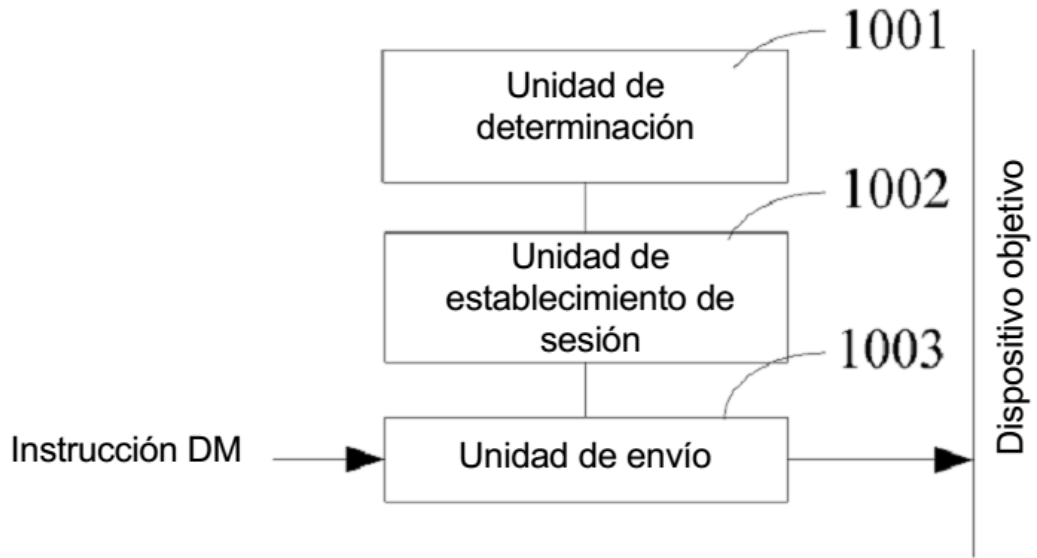 1001
Unidad de
determinación
1002
Unidad de
establecimiento de
sesión
1003
Instrucción DM
Unidad de envío
Dispositivo objetivo